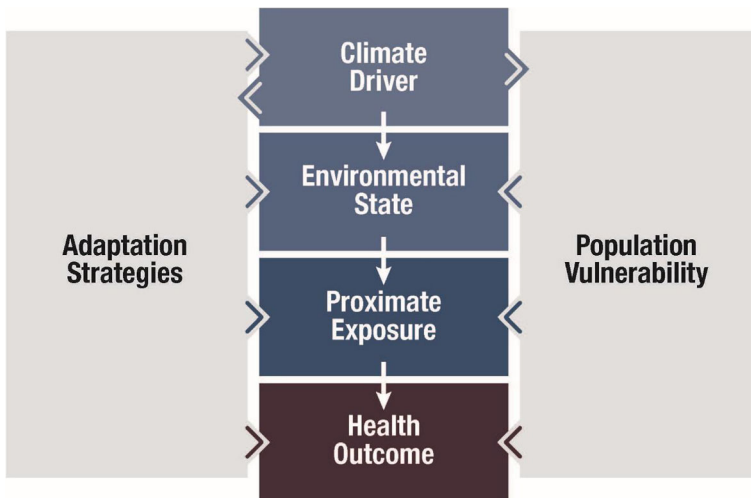 Climate
Driver
Environmental
State
Adaptation
Strategies
Population
Vulnerability
Proximate
Exposure
Health
Outcome